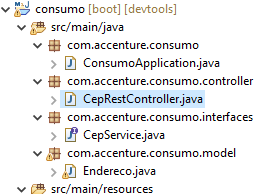 consumo [boot] [devtools]
src/main/java
com.accenture.consumo
ConsumoApplication.java
com.accenture.consumo.controller
CepRestController.java
com.accenture.consumo.interfaces
CepService.java
com.accenture.consumo.model
Endereco.java
src/main/resources